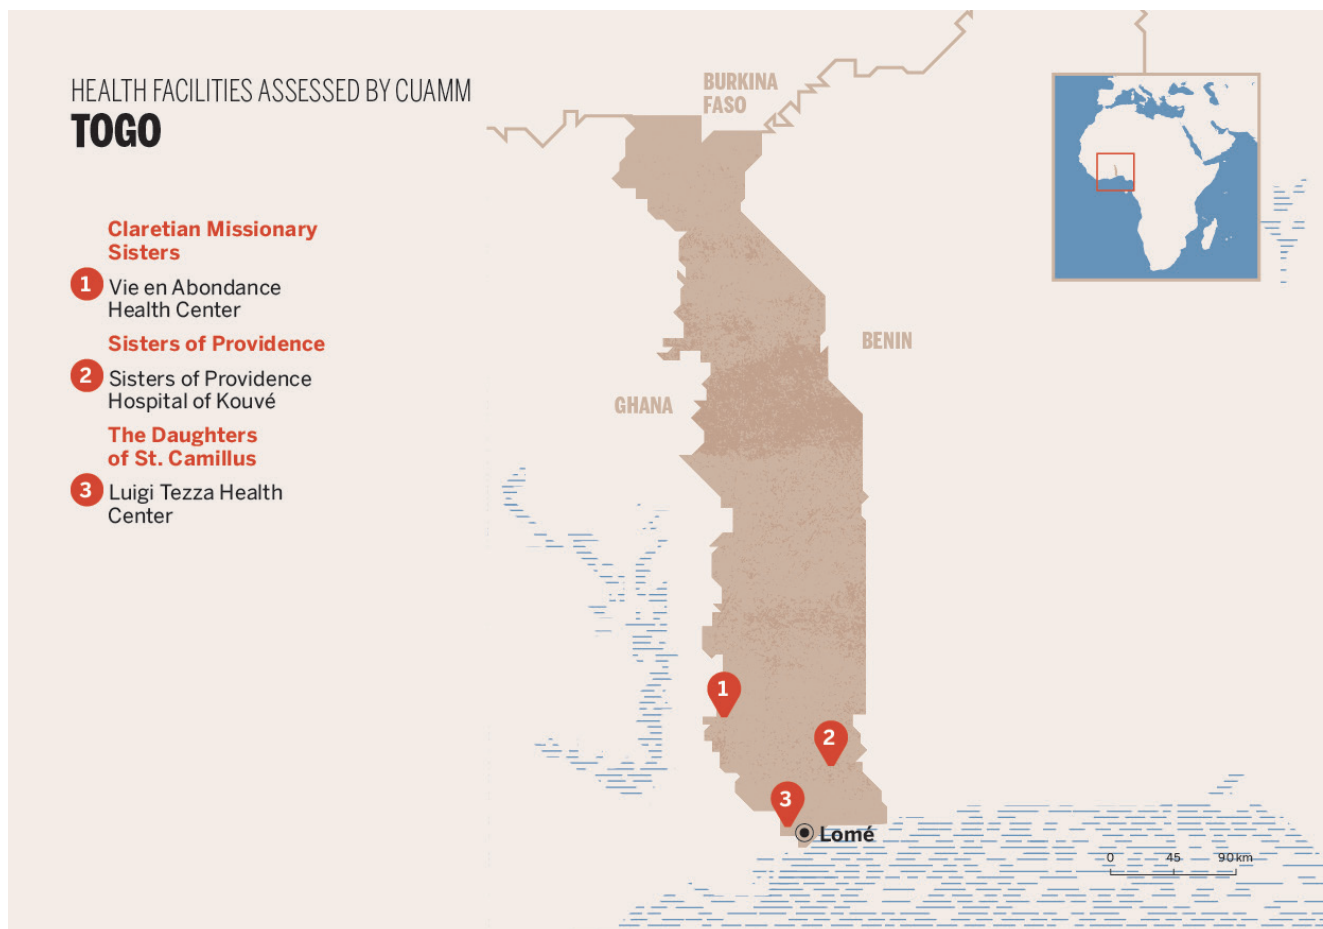 HEALTH FACILITIES ASSESSED BY CUAMM
TOGO
Claretian Missionary
Sisters
1 Vie en Abondance
Health Center
Sisters of Providence
2 Sisters of Providence
Hospital of Kouvé
The Daughters
of St. Camillus
3 Luigi Tezza Health
Center
BURKINA
FASO
BENIN
GHANA
1
2
3
Lomé
0 45 90 km